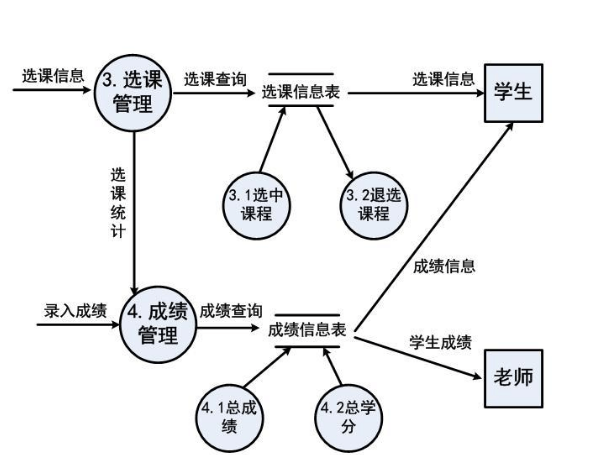 选课信息
3.选课
管理
选课查询
选课信息表
选课信息
学生
选
课
统
计
3.1选中
课程
3.2退选
课程
成绩信息
录入成绩
4.成绩
管理
成绩查询
成绩信息表
学生成绩
老师
4.1总成
绩
4.2总学
分